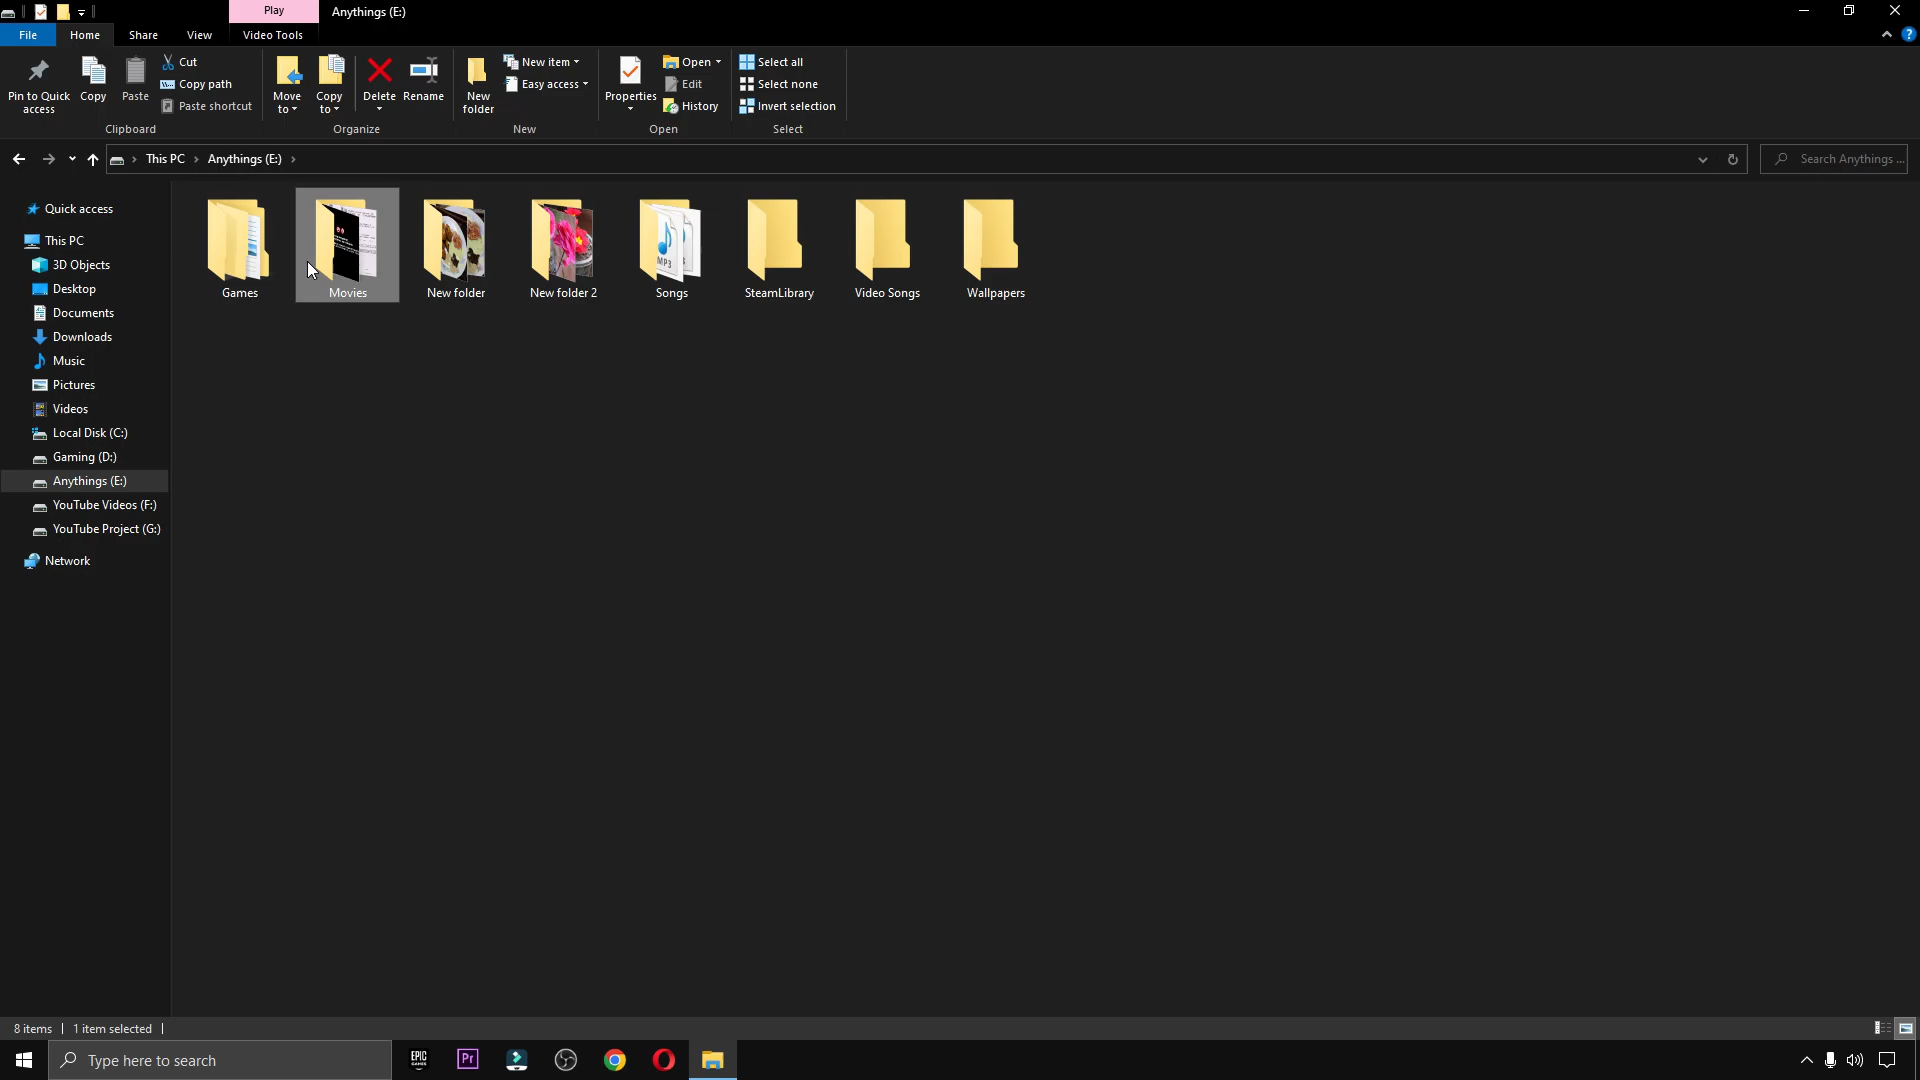 Play
Anythings (E:)
File
Home
Share
View
Video Tools
Pin to Quick
access
Copy
Paste
Cut
Copy path
Paste shortcut
Clipboard
Move
to
Copy
to
Delete
Rename
Organize
New
folder
New item
Easy access
New
Properties
Open
Edit
History
Open
Select all
Select none
Invert selection
Select
This PC
Anythings (E:)
Search Anythings ...
Quick access
This PC
3D Objects
Desktop
Documents
Downloads
Music
Pictures
Videos
Local Disk (C:)
Gaming (D:)
Anythings (E:)
YouTube Videos (F:)
YouTube Project (G:)
Network
Games
Movies
New folder
New folder 2
MP3
Songs
SteamLibrary
Video Songs
Wallpapers
8 items
1 item selected
Type here to search
EPIC
GAMES
Pr